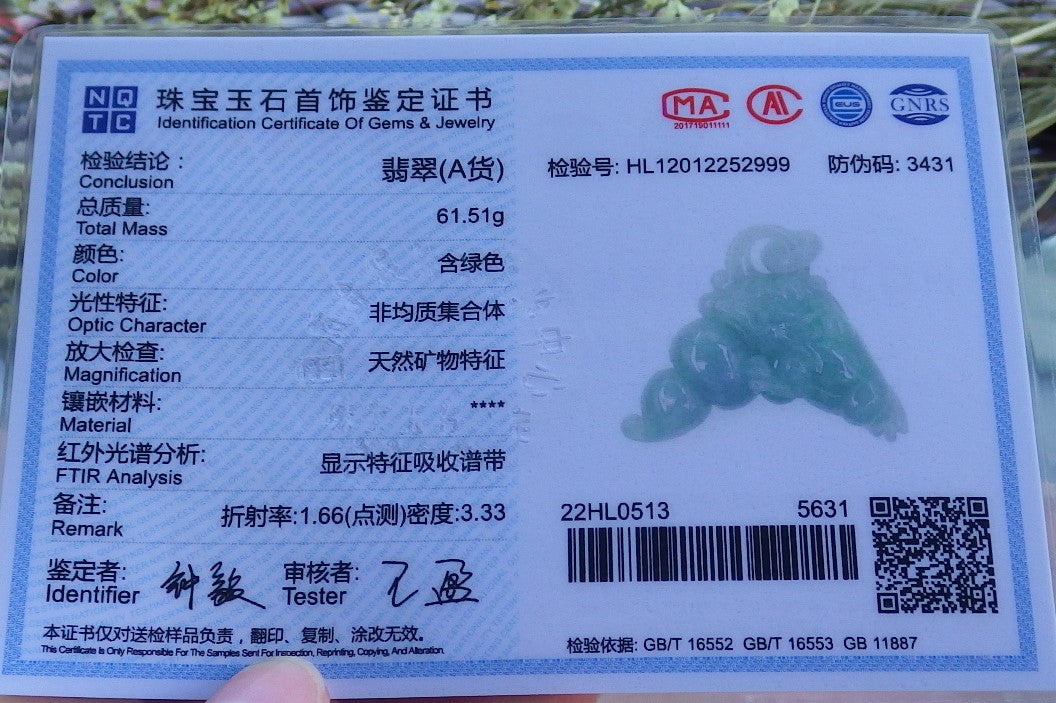 NQ
TC
珠宝玉石首饰鉴定证书
Identification Certificate Of Gems & Jewelry
检验结论：
Conclusion
翡翠(A货)
总质量:
Total Mass
61.51g
颜色:
Color
含绿色
光性特征:
Optic Character
非均质集合体
放大检查:
Magnification
天然矿物特征
镶嵌材料:
Material
****
红外光谱分析:
FTIR Analysis
显示特征吸收谱带
备注:
Remark
折射率:1.66(点测)密度:3.33
鉴定者:
Identifier
审核者:
Tester
本证书仅对送检样品负责，翻印、复制、涂改无效。
This Certificate Is Only Responsible For The Samples Sent For Inspection, Reprinting, Copying, And Alteration.
MA
201719011111
GNRS
检验号: HL12012252999 防伪码: 3431
22HL0513 5631
检验依据: GB/T 16552 GB/T 16553 GB 11887